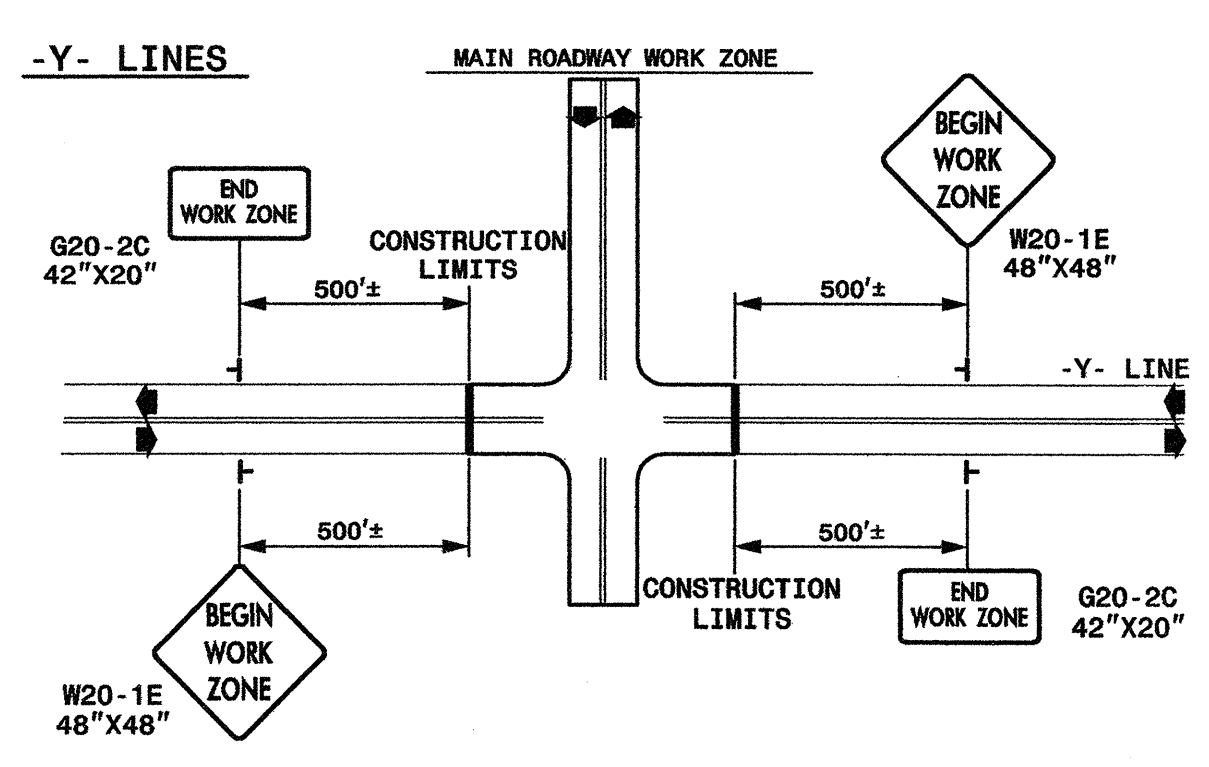 -Y- LINES
MAIN ROADWAY WORK ZONE
END
WORK ZONE
G20-2C
42"X20"
CONSTRUCTION
LIMITS
500'±
BEGIN
WORK
ZONE
W20-1E
48"X48"
500'±
-Y- LINE
500'±
BEGIN
WORK
ZONE
W20-1E
48"X48"
500'±
CONSTRUCTION
LIMITS
END
WORK ZONE
G20-2C
42"X20"